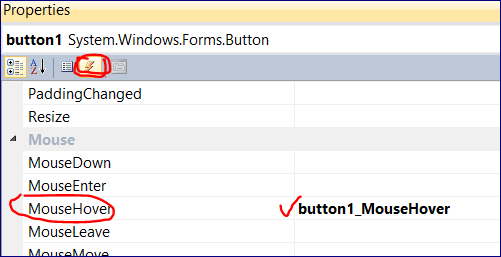 Properties
button1 System.Windows.Forms.Button
A Z
PaddingChanged
Resize
Mouse
MouseDown
MouseEnter
MouseHover button1_MouseHover
MouseLeave
MouseMove